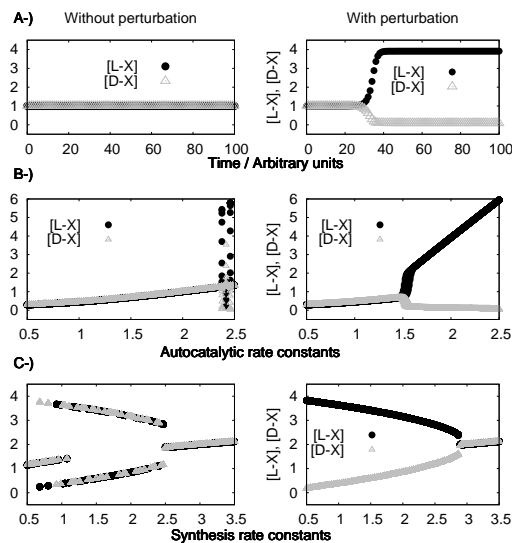 A-) Without perturbation With perturbation
4 3 2 1 0
[L-X]
[D-X]
0 20 40 60 80 100
[L-X], [D-X]
4 3 2 1 0
[L-X]
[D-X]
0 20 40 60 80 100
Time / Arbitrary units
B-)
6 5 4 3 2 1 0
[L-X]
[D-X]
0.5 1 1.5 2 2.5
[L-X], [D-X]
6 5 4 3 2 1 0
[L-X]
[D-X]
0.5 1 1.5 2 2.5
Autocatalytic rate constants
C-)
4 3 2 1 0
[L-X]
[D-X]
0.5 1 1.5 2 2.5 3 3.5
[L-X], [D-X]
4 3 2 1 0
[L-X]
[D-X]
0.5 1 1.5 2 2.5 3 3.5
Synthesis rate constants